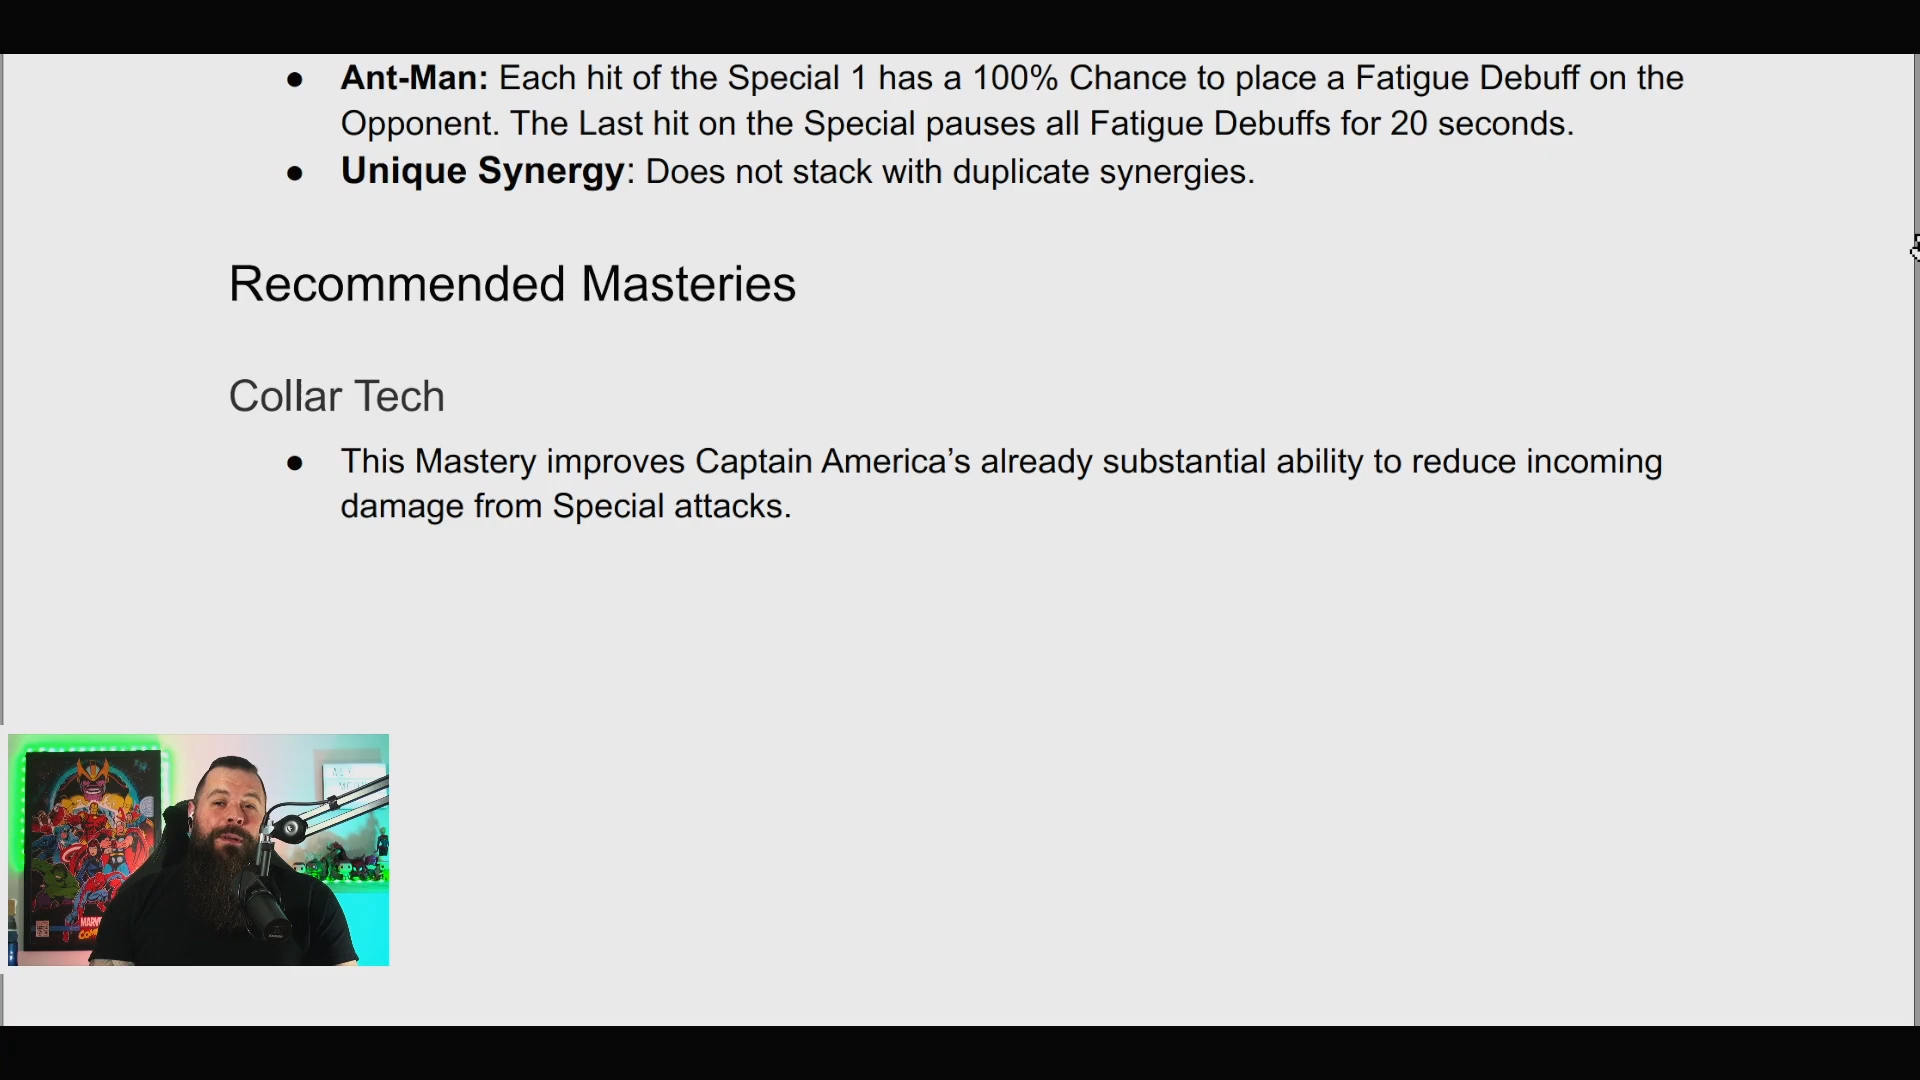 ● Ant-Man: Each hit of the Special 1 has a 100% Chance to place a Fatigue Debuff on the
Opponent. The Last hit on the Special pauses all Fatigue Debuffs for 20 seconds.
● Unique Synergy: Does not stack with duplicate synergies.
Recommended Masteries
Collar Tech
● This Mastery improves Captain America’s already substantial ability to reduce incoming
damage from Special attacks.